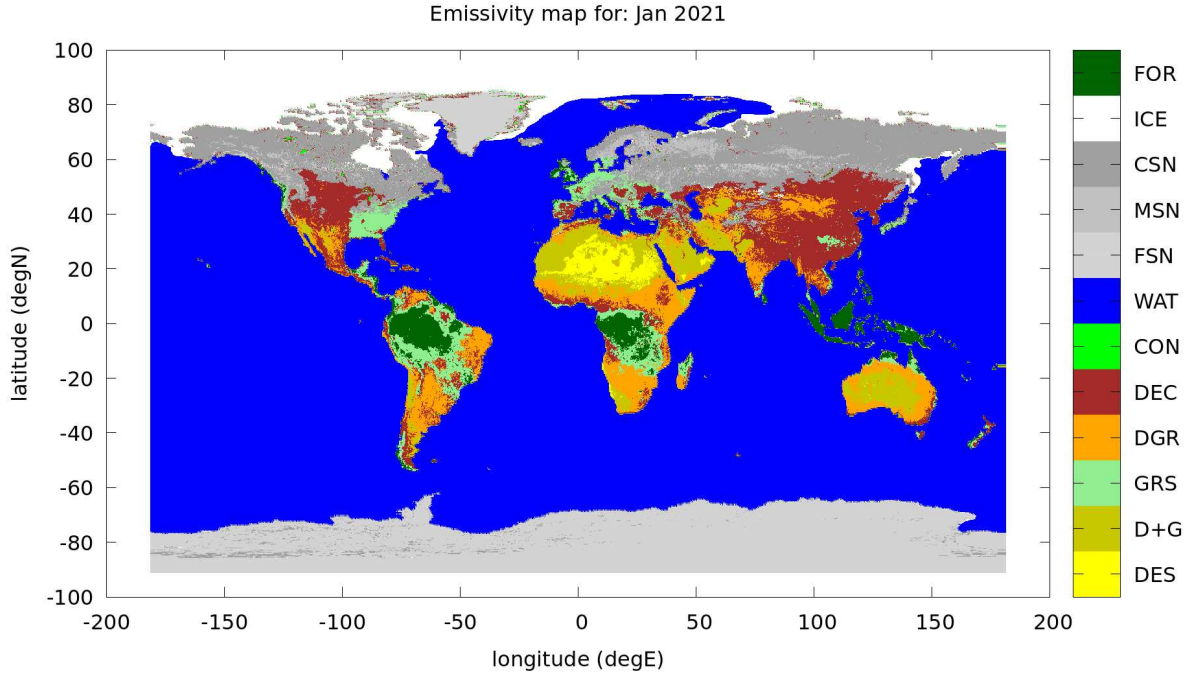 Emissivity map for: Jan 2021
100
80
60
40
20
0
-20
-40
-60
-80
-100
latitude (degN)
-200 -150 -100 -50 0 50 100 150 200
longitude (degE)
FOR
ICE
CSN
MSN
FSN
WAT
CON
DEC
DGR
GRS
D+G
DES